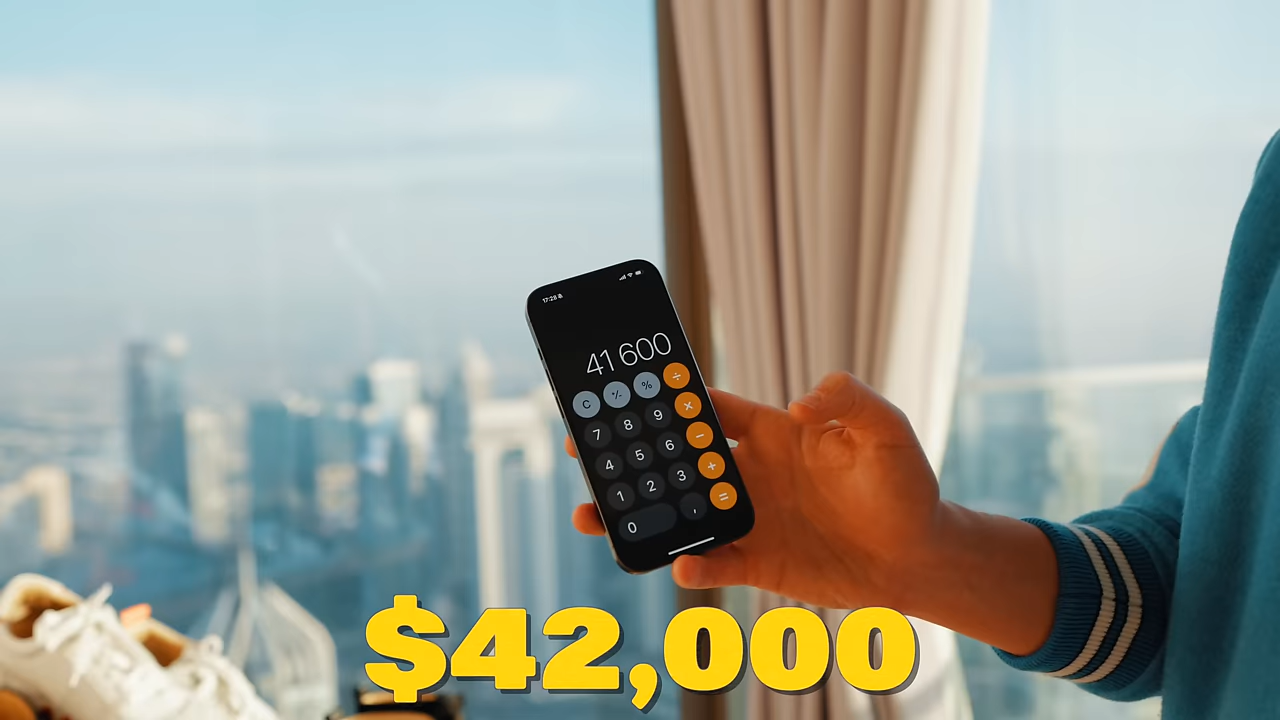 17:28
41 600
C ⁺∕₋ % ÷
7 8 9 ×
4 5 6 −
1 2 3 +
0 , =
$42,000